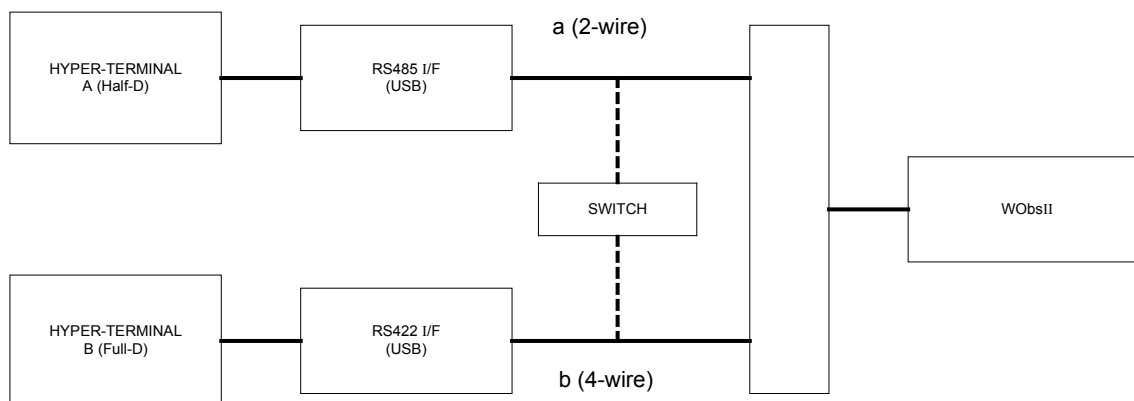 a (2-wire)
HYPER-TERMINAL
A (Half-D)
RS485 I/F
(USB)
SWITCH
WObsII
HYPER-TERMINAL
B (Full-D)
RS422 I/F
(USB)
b (4-wire)